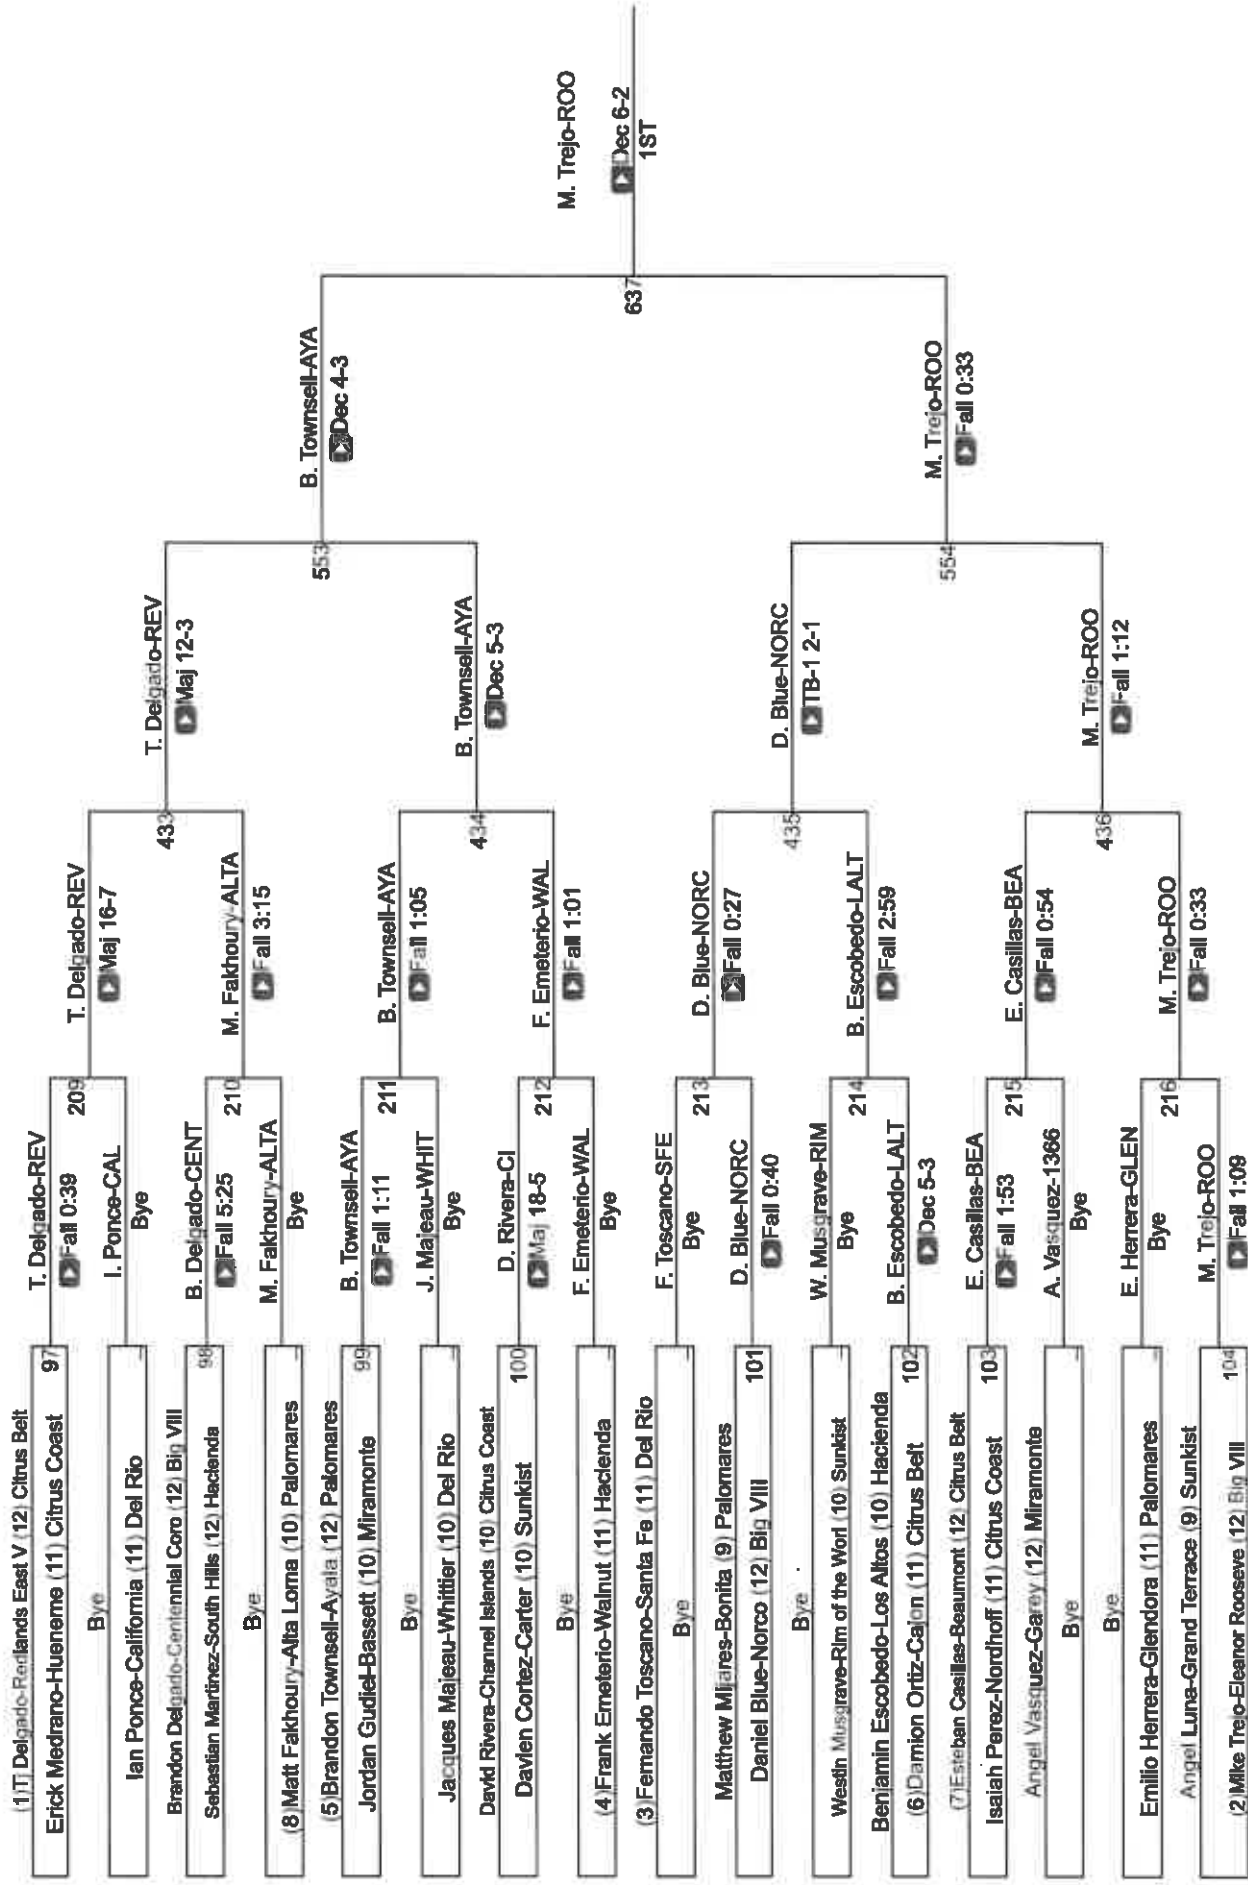 (1)TJ Delgado-Redlands East V (12) Citrus Belt
Erick Medrano-Hueneme (11) Citrus Coast
97
Bye
Ian Ponce-California (11) Del Rio
Brandon Delgado-Centennial Coro (12) Big VIII
Sebastian Martinez-South Hills (12) Hacienda
98
Bye
(8)Matt Fakhoury-Alta Loma (10) Palomares
(5)Brandon Townsell-Ayala (12) Palomares
Jordan Gudiel-Bassett (10) Miramonte
99
Bye
Jacques Majeau-Whittier (10) Del Rio
David Rivera-Channel Islands (10) Citrus Coast
Davien Cortez-Carter (10) Sunkist
100
Bye
(4)Frank Emeterio-Walnut (11) Hacienda
(3)Fernando Toscano-Santa Fe (11) Del Rio
Bye
Matthew Mijares-Bonita (9) Palomares
Daniel Blue-Norco (12) Big VIII
101
Bye
Westin Musgrave-Rim of the Worl (10) Sunkist
Benjamin Escobedo-Los Altos (10) Hacienda
(6)Damion Ortiz-Cajon (11) Citrus Belt
102
(7)Esteban Casillas-Beaumont (12) Citrus Belt
Isaiah Perez-Nordhoff (11) Citrus Coast
103
Angel Vasquez-Garey (12) Miramonte
Bye
Bye
Emilio Herrera-Glendora (11) Palomares
Angel Luna-Grand Terrace (9) Sunkist
(2)Mike Trejo-Eleanor Rooseve (12) Big VIII
104
T. Delgado-REV
Fall 0:39
209
I. Ponce-CAL
Bye
B. Delgado-CENT
Fall 5:25
210
M. Fakhoury-ALTA
Bye
B. Townsell-AYA
Fall 1:11
211
J. Majeau-WHIT
Bye
D. Rivera-CI
Maj 18-5
212
F. Emeterio-WAL
Bye
F. Toscano-SFE
Bye
213
D. Blue-NORC
Fall 0:40
W. Musgrave-RIM
Bye
214
B. Escobedo-LALT
Dec 5-3
E. Casillas-BEA
Fall 1:53
215
A. Vasquez-1366
Bye
E. Herrera-GLEN
Bye
216
M. Trejo-ROO
Fall 1:09
T. Delgado-REV
Maj 16-7
433
M. Fakhoury-ALTA
Fall 3:15
B. Townsell-AYA
Fall 1:05
434
F. Emeterio-WAL
Fall 1:01
D. Blue-NORC
Fall 0:27
435
B. Escobedo-LALT
Fall 2:59
E. Casillas-BEA
Fall 0:54
436
M. Trejo-ROO
Fall 0:33
T. Delgado-REV
Maj 12-3
553
B. Townsell-AYA
Dec 5-3
D. Blue-NORC
TB-1 2-1
554
M. Trejo-ROO
Fall 1:12
B. Townsell-AYA
Dec 4-3
637
M. Trejo-ROO
Fall 0:33
M. Trejo-ROO
Dec 6-2
1ST